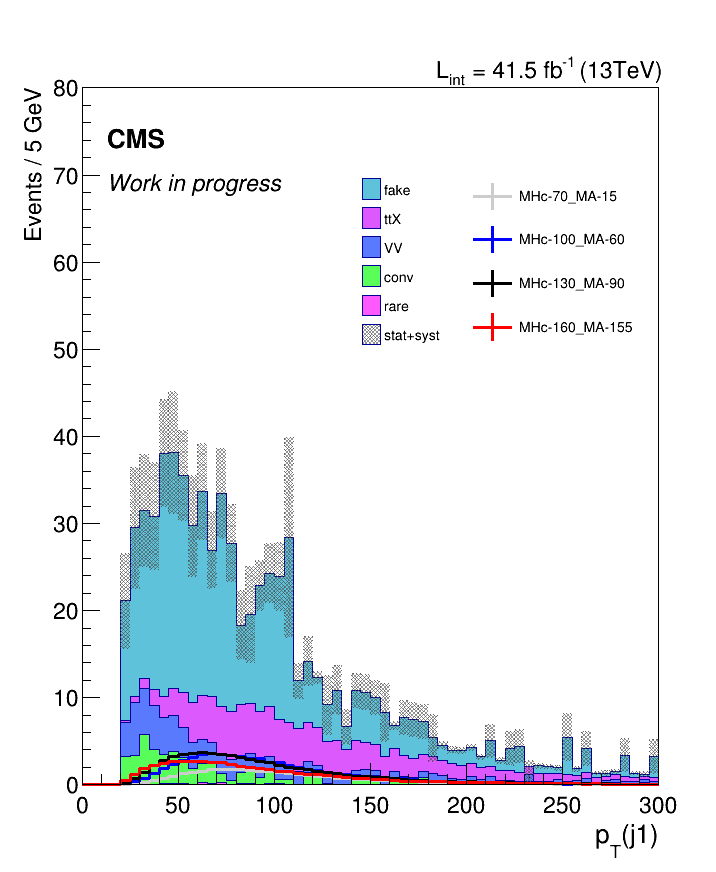 L_int = 41.5 fb^-1 (13TeV)
Events / 5 GeV
80
70
60
50
40
30
20
10
0
CMS
Work in progress
fake
ttX
VV
conv
rare
stat+syst
MHc-70_MA-15
MHc-100_MA-60
MHc-130_MA-90
MHc-160_MA-155
0 50 100 150 200 250 300
p_T(j1)